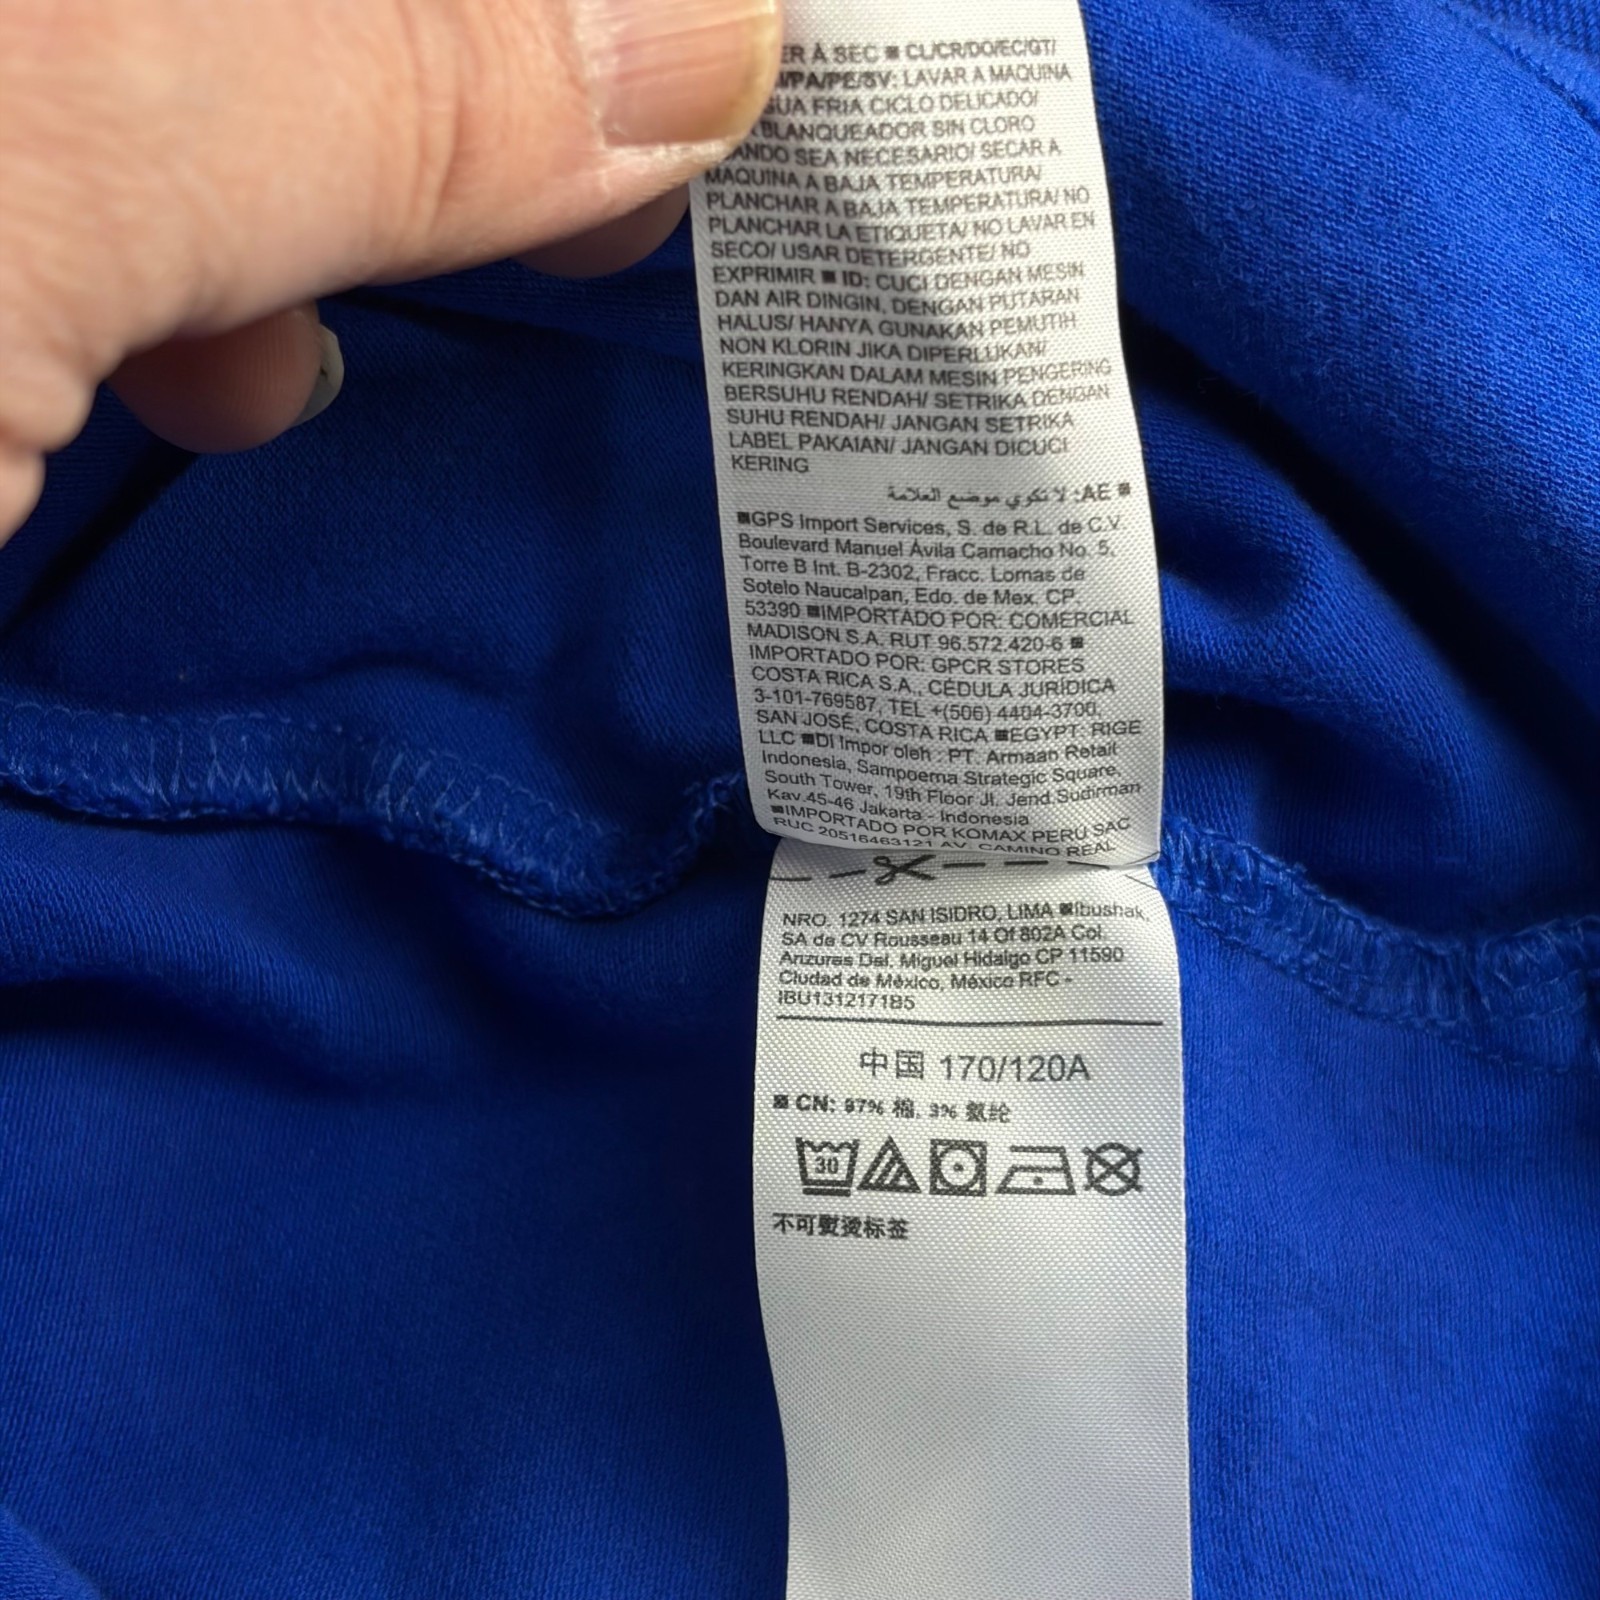 ER À SEC ■ CL/CR/DO/EC/GT/
/PA/PE/SV: LAVAR A MAQUINA
UA FRIA CICLO DELICADO/
BLANQUEADOR SIN CLORO
ANDO SEA NECESARIO/ SECAR A
MAQUINA A BAJA TEMPERATURA/
PLANCHAR A BAJA TEMPERATURA/ NO
PLANCHAR LA ETIQUETA/ NO LAVAR EN
SECO/ USAR DETERGENTE/ NO
EXPRIMIR ■ ID: CUCI DENGAN MESIN
DAN AIR DINGIN, DENGAN PUTARAN
HALUS/ HANYA GUNAKAN PEMUTIH
NON KLORIN JIKA DIPERLUKAN/
KERINGKAN DALAM MESIN PENGERING
BERSUHU RENDAH/ SETRIKA DENGAN
SUHU RENDAH/ JANGAN SETRIKA
LABEL PAKAIAN/ JANGAN DICUCI
KERING
■ AE: لا تكوي موضع العلامة
■GPS Import Services, S. de R.L. de C.V.
Boulevard Manuel Ávila Camacho No. 5,
Torre B Int. B-2302, Fracc. Lomas de
Sotelo Naucalpan, Edo. de Mex. CP.
53390 ■IMPORTADO POR: COMERCIAL
MADISON S.A. RUT 96.572.420-6 ■
IMPORTADO POR: GPCR STORES
COSTA RICA S.A., CÉDULA JURÍDICA
3-101-769587, TEL +(506) 4404-3700,
SAN JOSÉ, COSTA RICA ■EGYPT: RIGE
LLC ■DI Impor oleh : PT. Armaan Retail
Indonesia, Sampoerna Strategic Square,
South Tower, 19th Floor Jl. Jend.Sudirman
Kav.45-46 Jakarta - Indonesia
■IMPORTADO POR KOMAX PERU SAC
RUC 20516463121 AV. CAMINO REAL
NRO. 1274 SAN ISIDRO, LIMA ■Ibushak,
SA de CV Rousseau 14 Of 802A Col.
Anzures Del. Miguel Hidalgo CP 11590
Ciudad de México, México RFC -
IBU1312171B5
中国 170/120A
■ CN: 97% 棉, 3% 氨纶
30
不可熨烫标签